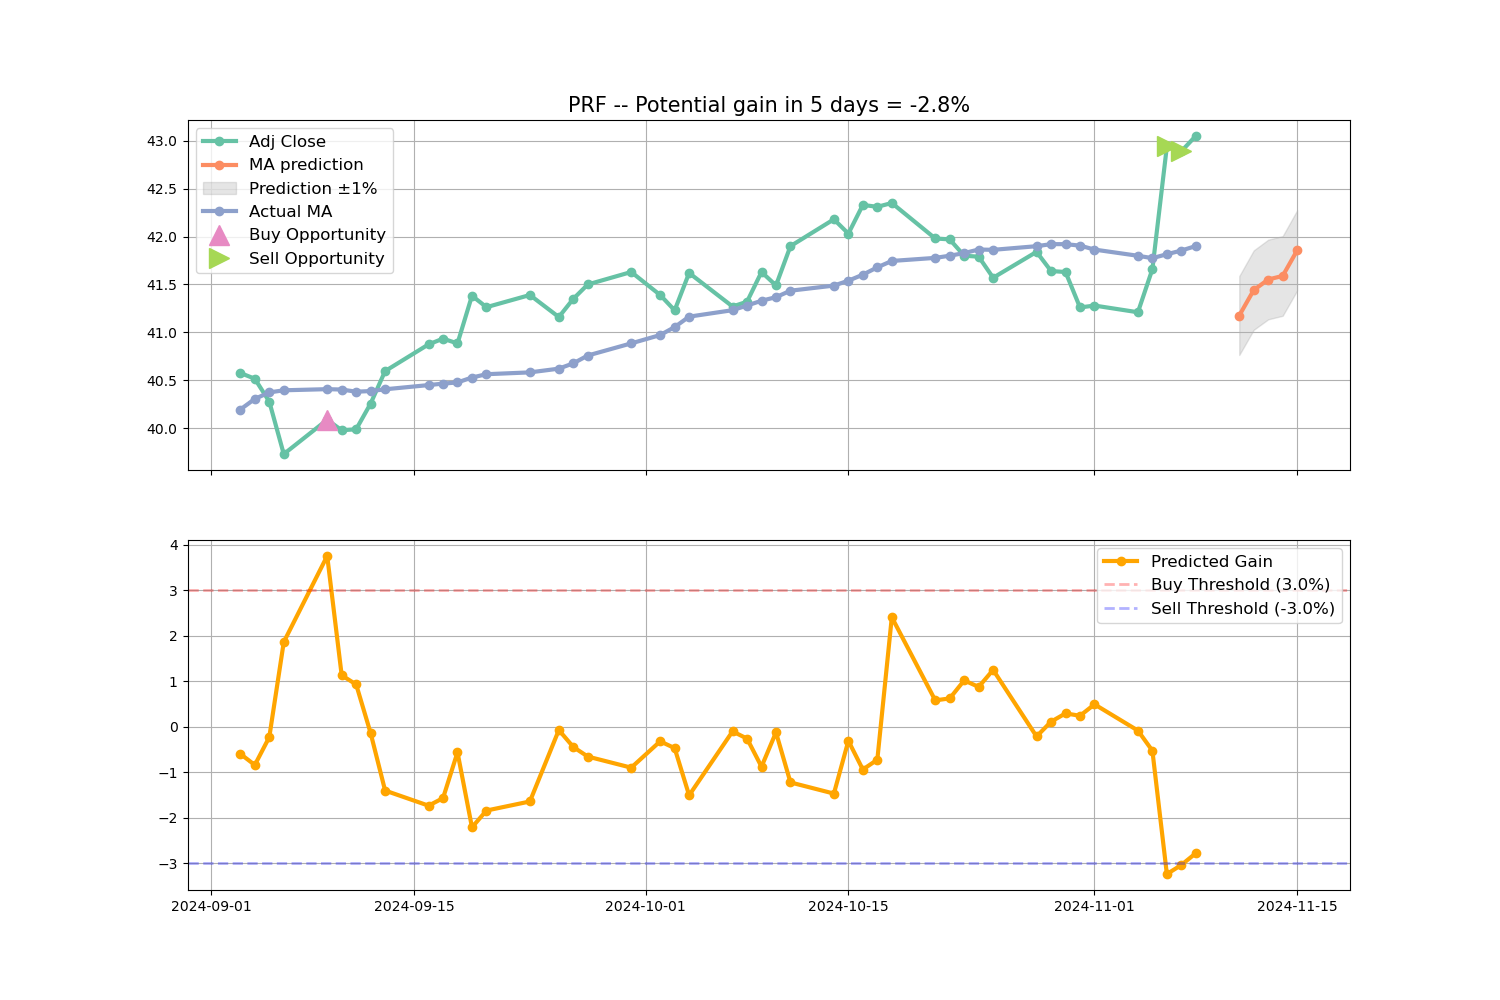 PRF -- Potential gain in 5 days = -2.8%
43.0
42.5
42.0
41.5
41.0
40.5
40.0
Adj Close
MA prediction
Prediction ±1%
Actual MA
Buy Opportunity
Sell Opportunity
4
3
2
1
0
−1
−2
−3
Predicted Gain
Buy Threshold (3.0%)
Sell Threshold (-3.0%)
2024-09-01
2024-09-15
2024-10-01
2024-10-15
2024-11-01
2024-11-15